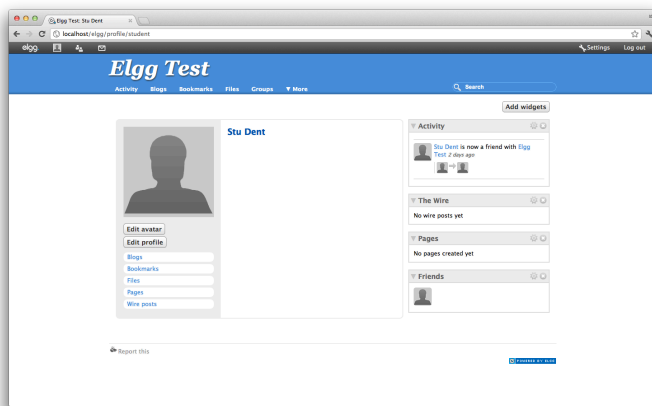 Elgg Test: Stu Dent
localhost/elgg/profile/student
elgg. Settings Log out
Elgg Test
Activity Blogs Bookmarks Files Groups ▼ More Search
Add widgets
Stu Dent
Edit avatar
Edit profile
Blogs
Bookmarks
Files
Pages
Wire posts
Activity
Stu Dent is now a friend with Elgg
Test 2 days ago
The Wire
No wire posts yet
Pages
No pages created yet
Friends
Report this
POWERED BY ELGG